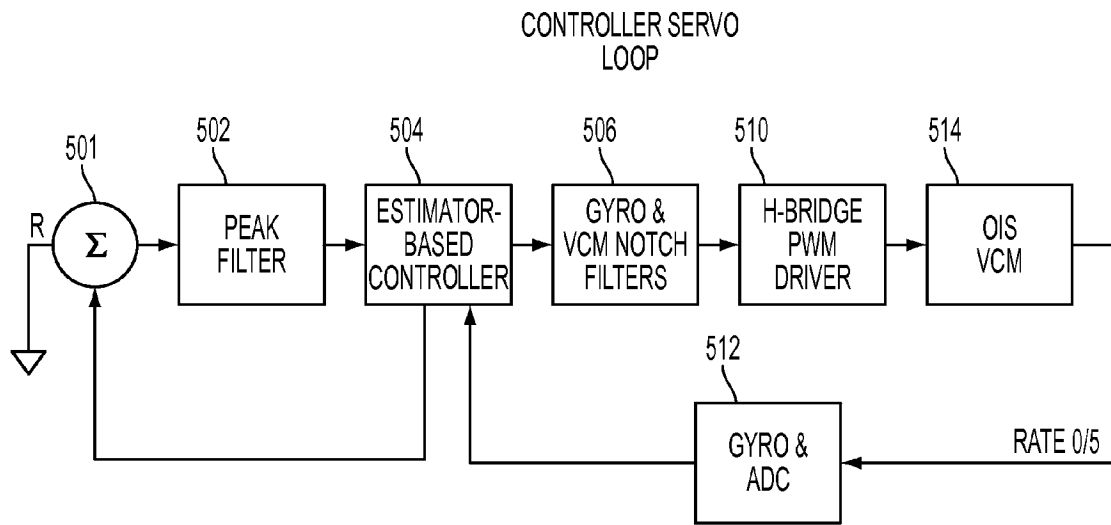 CONTROLLER SERVO
LOOP
501
502
504
506
510
514
R
Σ
PEAK
FILTER
ESTIMATOR-
BASED
CONTROLLER
GYRO &
VCM NOTCH
FILTERS
H-BRIDGE
PWM
DRIVER
OIS
VCM
512
GYRO &
ADC
RATE 0/5